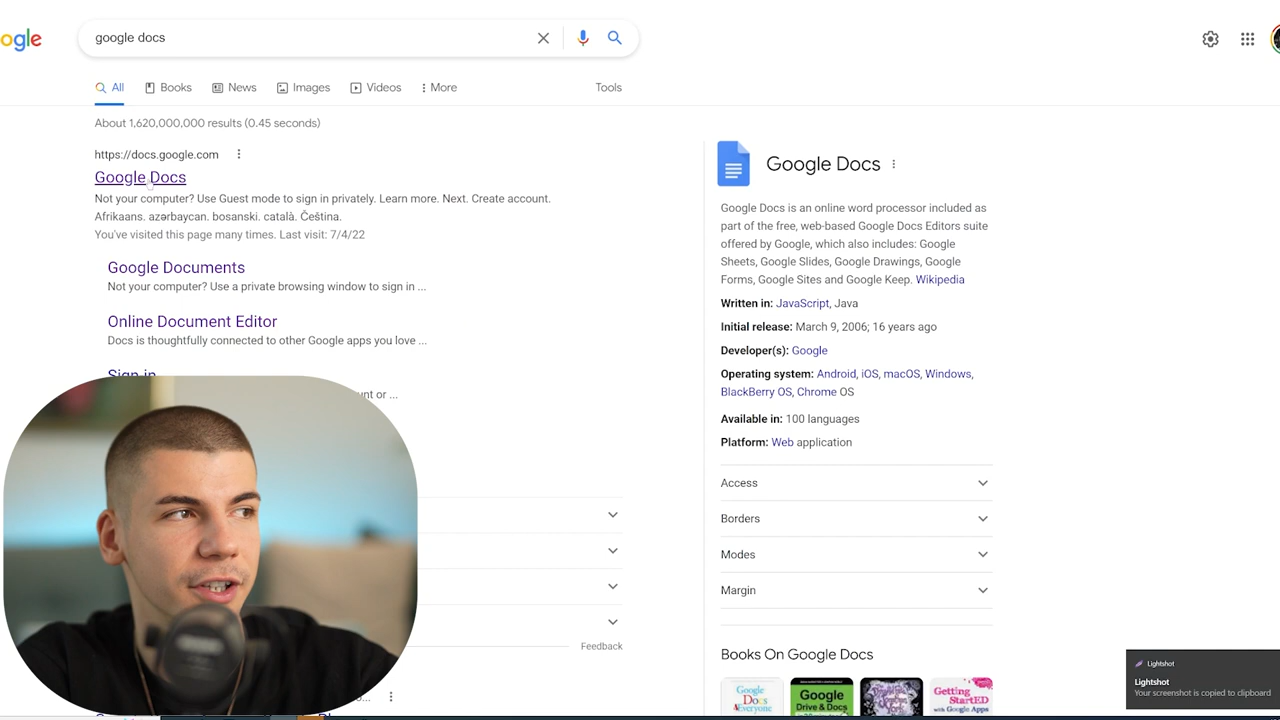 ogle
google docs
All
Books
News
Images
Videos
More
Tools
About 1,620,000,000 results (0.45 seconds)
https://docs.google.com
Google Docs
Not your computer? Use Guest mode to sign in privately. Learn more. Next. Create account.
Afrikaans. azərbaycan. bosanski. català. Čeština.
You've visited this page many times. Last visit: 7/4/22
Google Documents
Not your computer? Use a private browsing window to sign in ...
Online Document Editor
Docs is thoughtfully connected to other Google apps you love ...
Sign in
unt or ...
Feedback
Google Docs
Google Docs is an online word processor included as
part of the free, web-based Google Docs Editors suite
offered by Google, which also includes: Google
Sheets, Google Slides, Google Drawings, Google
Forms, Google Sites and Google Keep. Wikipedia
Written in: JavaScript, Java
Initial release: March 9, 2006; 16 years ago
Developer(s): Google
Operating system: Android, iOS, macOS, Windows,
BlackBerry OS, Chrome OS
Available in: 100 languages
Platform: Web application
Access
Borders
Modes
Margin
Books On Google Docs
Google
Docs
4Everyone
Google
Drive & Docs
Getting
StartED
with Google Apps
Lightshot
Lightshot
Your screenshot is copied to clipboard